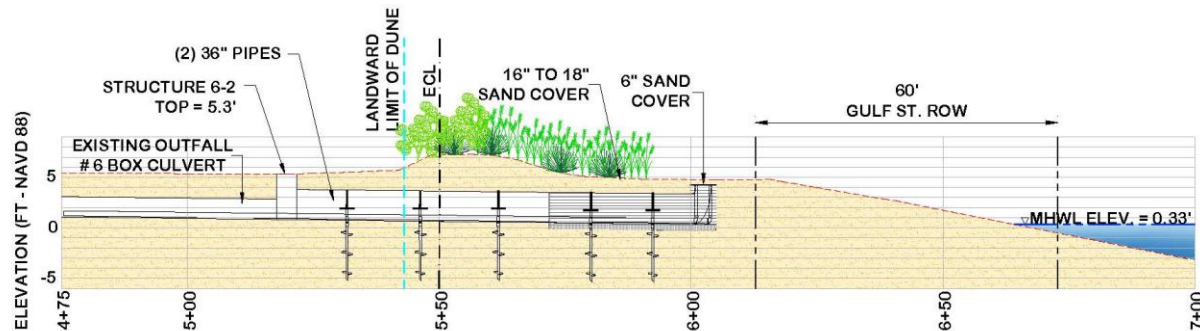 ELEVATION (FT - NAVD 88)
5
0
-5
4+75
5+00
5+50
6+00
6+50
7+00
EXISTING OUTFALL
# 6 BOX CULVERT
STRUCTURE 6-2
TOP = 5.3'
(2) 36" PIPES
LANDWARD
LIMIT OF DUNE
ECL
16" TO 18"
SAND COVER
6" SAND
COVER
60'
GULF ST. ROW
MHWL ELEV. = 0.33'